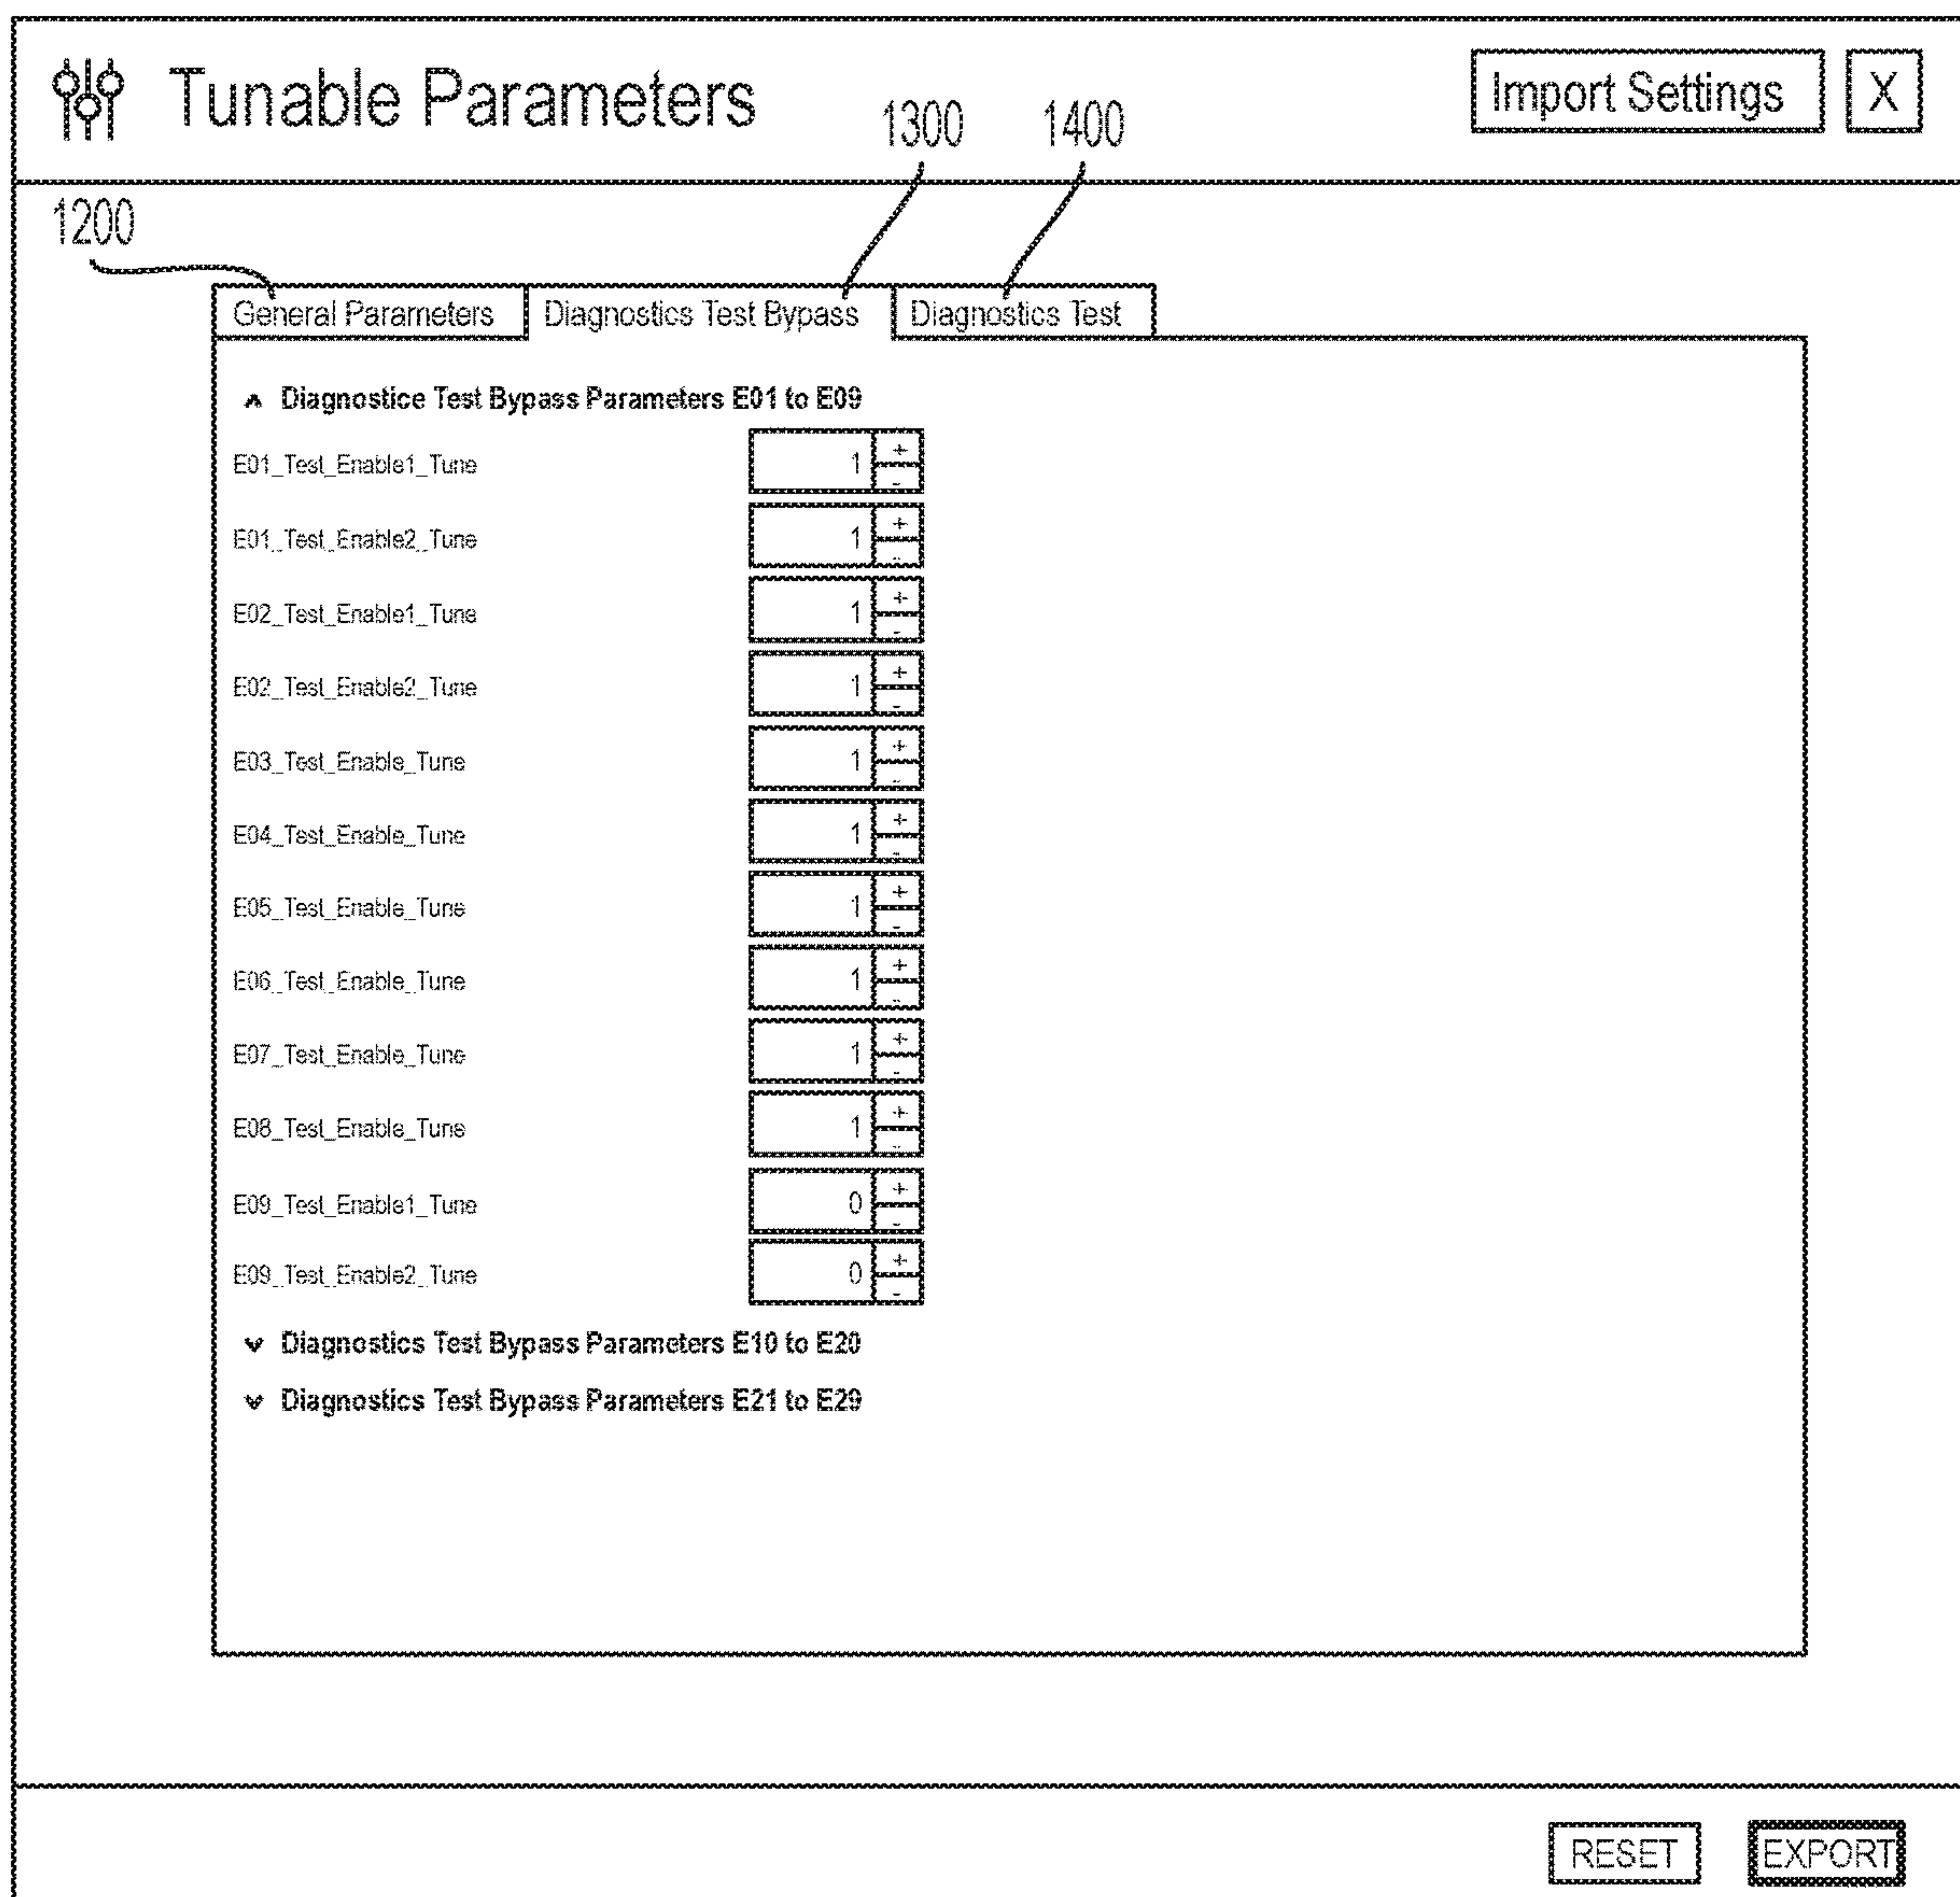 Tunable Parameters
Import Settings X
1300 1400
1200
General Parameters Diagnostics Test Bypass Diagnostics Test
^ Diagnostice Test Bypass Parameters E01 to E09
E01_Test_Enable1_Tune 1 + -
E01_Test_Enable2_Tune 1 + -
E02_Test_Enable1_Tune 1 + -
E02_Test_Enable2_Tune 1 + -
E03_Test_Enable_Tune 1 + -
E04_Test_Enable_Tune 1 + -
E05_Test_Enable_Tune 1 + -
E06_Test_Enable_Tune 1 + -
E07_Test_Enable_Tune 1 + -
E08_Test_Enable_Tune 1 + -
E09_Test_Enable1_Tune 0 + -
E09_Test_Enable2_Tune 0 + -
v Diagnostics Test Bypass Parameters E10 to E20
v Diagnostics Test Bypass Parameters E21 to E29
RESET EXPORT